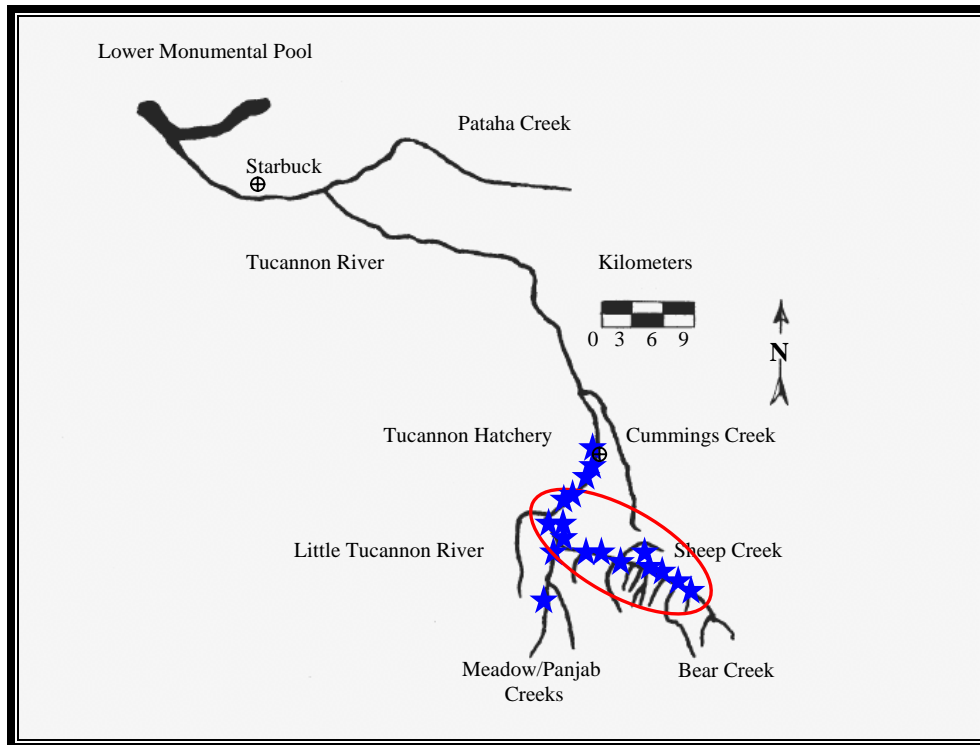 Lower Monumental Pool
Pataha Creek
Starbuck
Tucannon River
Kilometers
0 3 6 9
N
Tucannon Hatchery
Cummings Creek
Little Tucannon River
Sheep Creek
Meadow/Panjab
Creeks
Bear Creek